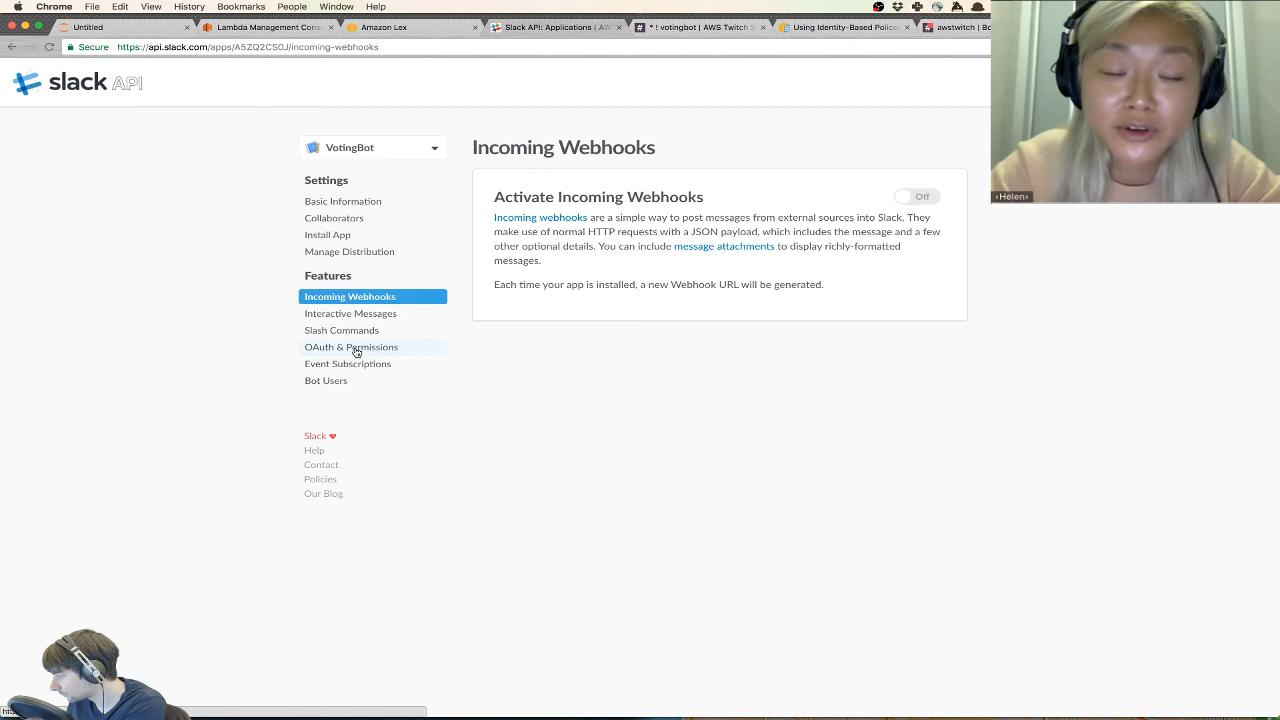 Chrome File Edit View History Bookmarks People Window Help
Untitled
Lambda Management Cons
Amazon Lex
Slack API: Applications | AW
* ! votingbot | AWS Twitch S
Using Identity-Based Polici
awstwitch | Bo
Secure https://api.slack.com/apps/A5ZQ2CS0J/incoming-webhooks
slack API
VotingBot
Settings
Basic Information
Collaborators
Install App
Manage Distribution
Features
Incoming Webhooks
Interactive Messages
Slash Commands
OAuth & Permissions
Event Subscriptions
Bot Users
Slack
Help
Contact
Policies
Our Blog
Incoming Webhooks
Activate Incoming Webhooks
Off
Incoming webhooks are a simple way to post messages from external sources into Slack. They
make use of normal HTTP requests with a JSON payload, which includes the message and a few
other optional details. You can include message attachments to display richly-formatted
messages.
Each time your app is installed, a new Webhook URL will be generated.
‹Helen›